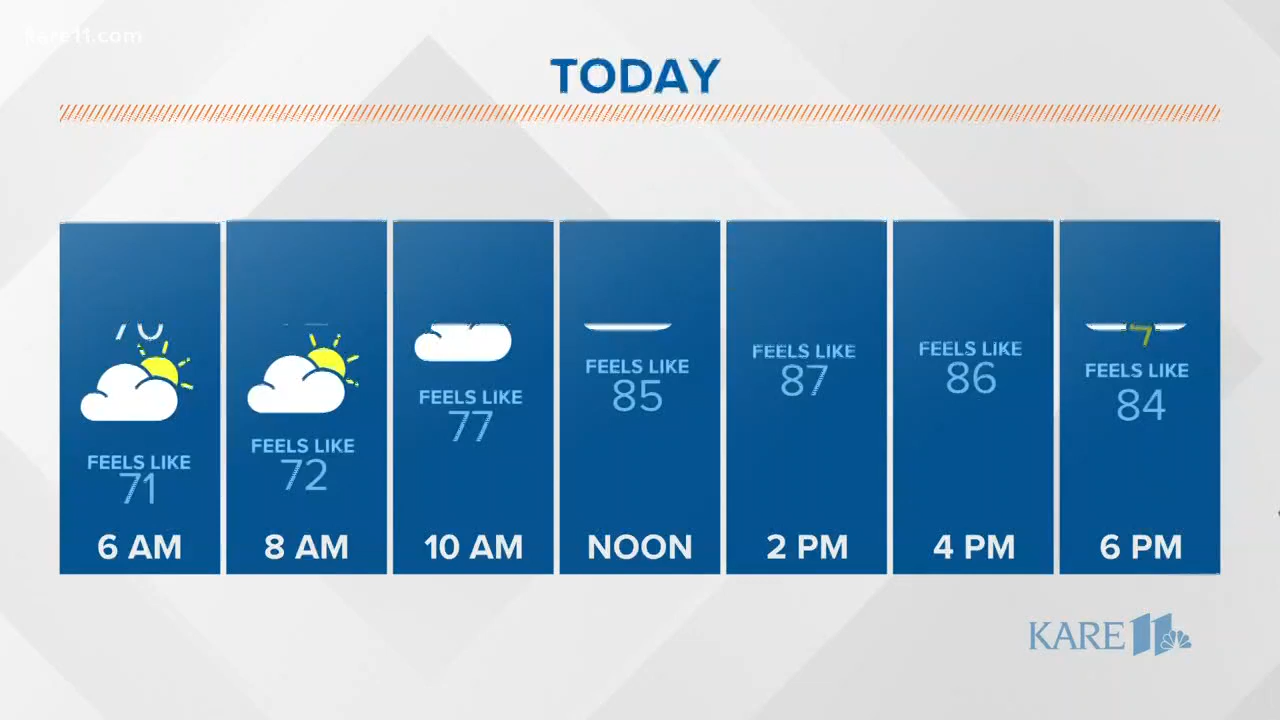 kare11.com
TODAY
FEELS LIKE
71
6 AM
FEELS LIKE
72
8 AM
FEELS LIKE
77
10 AM
FEELS LIKE
85
NOON
FEELS LIKE
87
2 PM
FEELS LIKE
86
4 PM
FEELS LIKE
84
6 PM
KARE 11